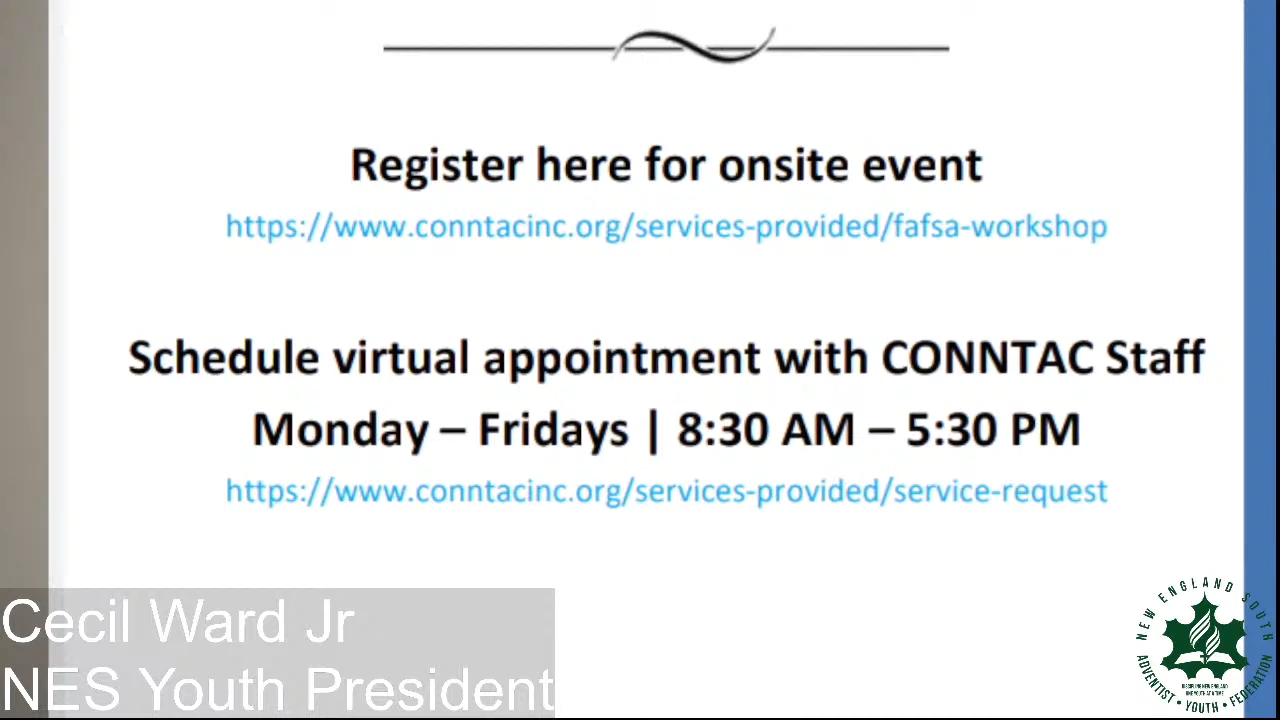 Register here for onsite event
https://www.conntacinc.org/services-provided/fafsa-workshop
Schedule virtual appointment with CONNTAC Staff
Monday – Fridays | 8:30 AM – 5:30 PM
https://www.conntacinc.org/services-provided/service-request
Cecil Ward Jr
NES Youth President
NEW ENGLAND SOUTH
ADVENTIST • YOUTH • FEDERATION